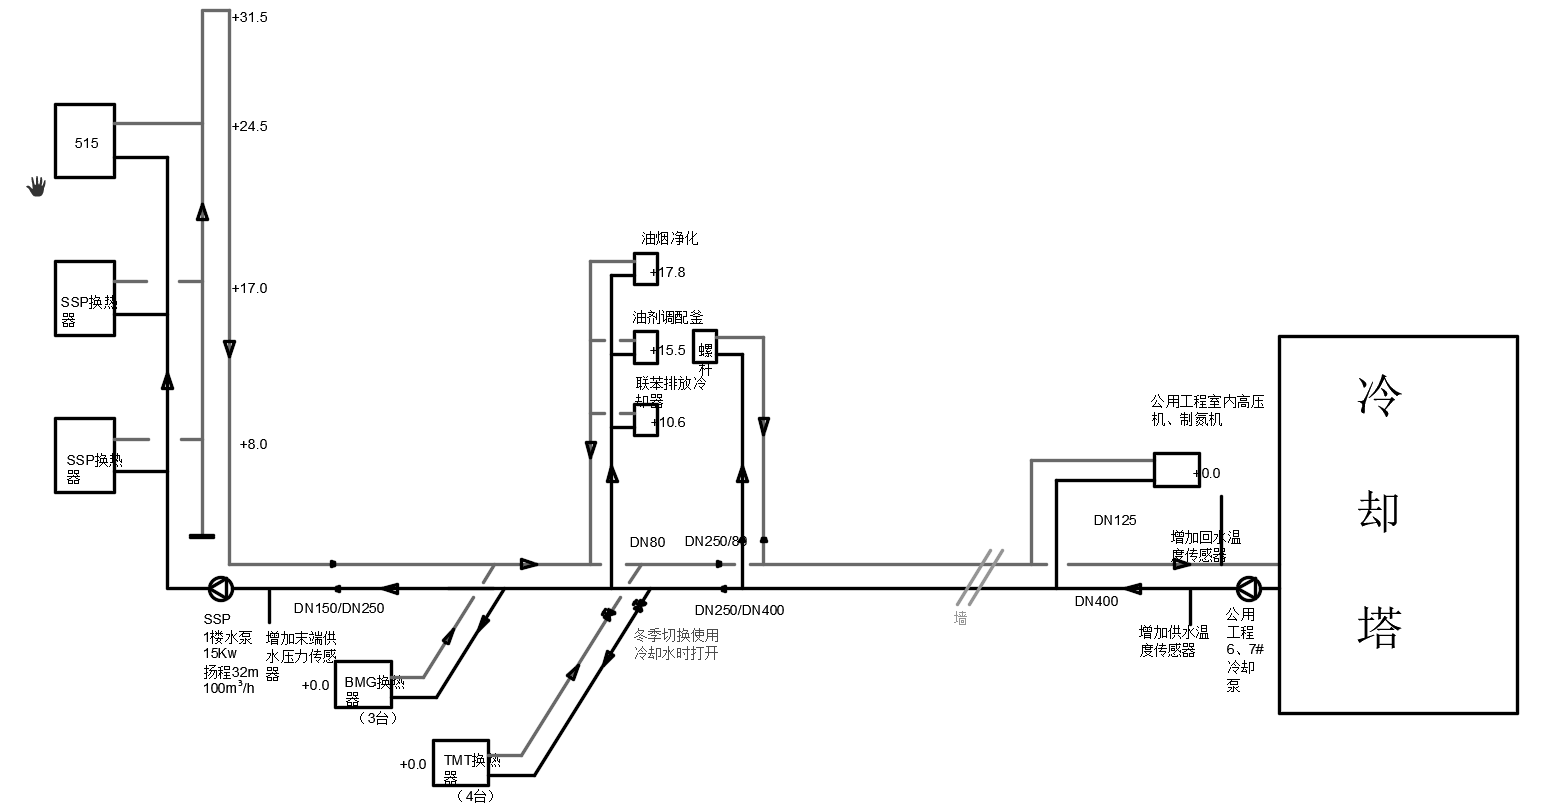 +31.5
515
+24.5
SSP换热
器
+17.0
SSP换热
器
+8.0
油烟净化
+17.8
油剂调配釜
+15.5
螺
杆
联苯排放冷
却器
+10.6
DN80
DN250/80
公用工程室内高压
机、制氮机
+0.0
DN125
增加回水温
度传感器
冷
却
塔
SSP
1楼水泵
15Kw
扬程32m
100m³/h
增加末端供
水压力传感
器
DN150/DN250
DN250/DN400
冬季切换使用
冷却水时打开
墙
DN400
增加供水温
度传感器
公用
工程
6、7#
冷却
泵
+0.0
BMG换热
器
（3台）
+0.0
TMT换热
器
（4台）